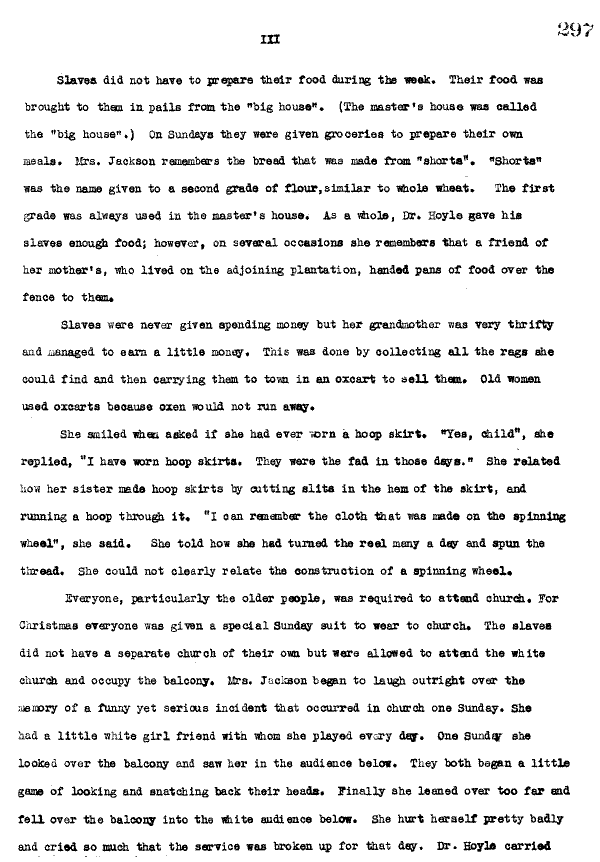 297
III
Slaves did not have to prepare their food during the week. Their food was
brought to them in pails from the "big house". (The master's house was called
the "big house".) On Sundays they were given groceries to prepare their own
meals. Mrs. Jackson remembers the bread that was made from "shorts". "Shorts"
was the name given to a second grade of flour,similar to whole wheat. The first
grade was always used in the master's house. As a whole, Dr. Hoyle gave his
slaves enough food; however, on several occasions she remembers that a friend of
her mother's, who lived on the adjoining plantation, handed pans of food over the
fence to them.
Slaves were never given spending money but her grandmother was very thrifty
and managed to earn a little money. This was done by collecting all the rags she
could find and then carrying them to town in an oxcart to sell them. Old women
used oxcarts because oxen would not run away.
She smiled when asked if she had ever worn a hoop skirt. "Yes, child", she
replied, "I have worn hoop skirts. They were the fad in those days." She related
how her sister made hoop skirts by cutting slits in the hem of the skirt, and
running a hoop through it. "I can remember the cloth that was made on the spinning
wheel", she said. She told how she had turned the reel many a day and spun the
thread. She could not clearly relate the construction of a spinning wheel.
Everyone, particularly the older people, was required to attend church. For
Christmas everyone was given a special Sunday suit to wear to church. The slaves
did not have a separate church of their own but were allowed to attend the white
church and occupy the balcony. Mrs. Jackson began to laugh outright over the
memory of a funny yet serious incident that occurred in church one Sunday. She
had a little white girl friend with whom she played every day. One Sunday she
looked over the balcony and saw her in the audience below. They both began a little
game of looking and snatching back their heads. Finally she leaned over too far and
fell over the balcony into the white audience below. She hurt herself pretty badly
and cried so much that the service was broken up for that day. Dr. Hoyle carried